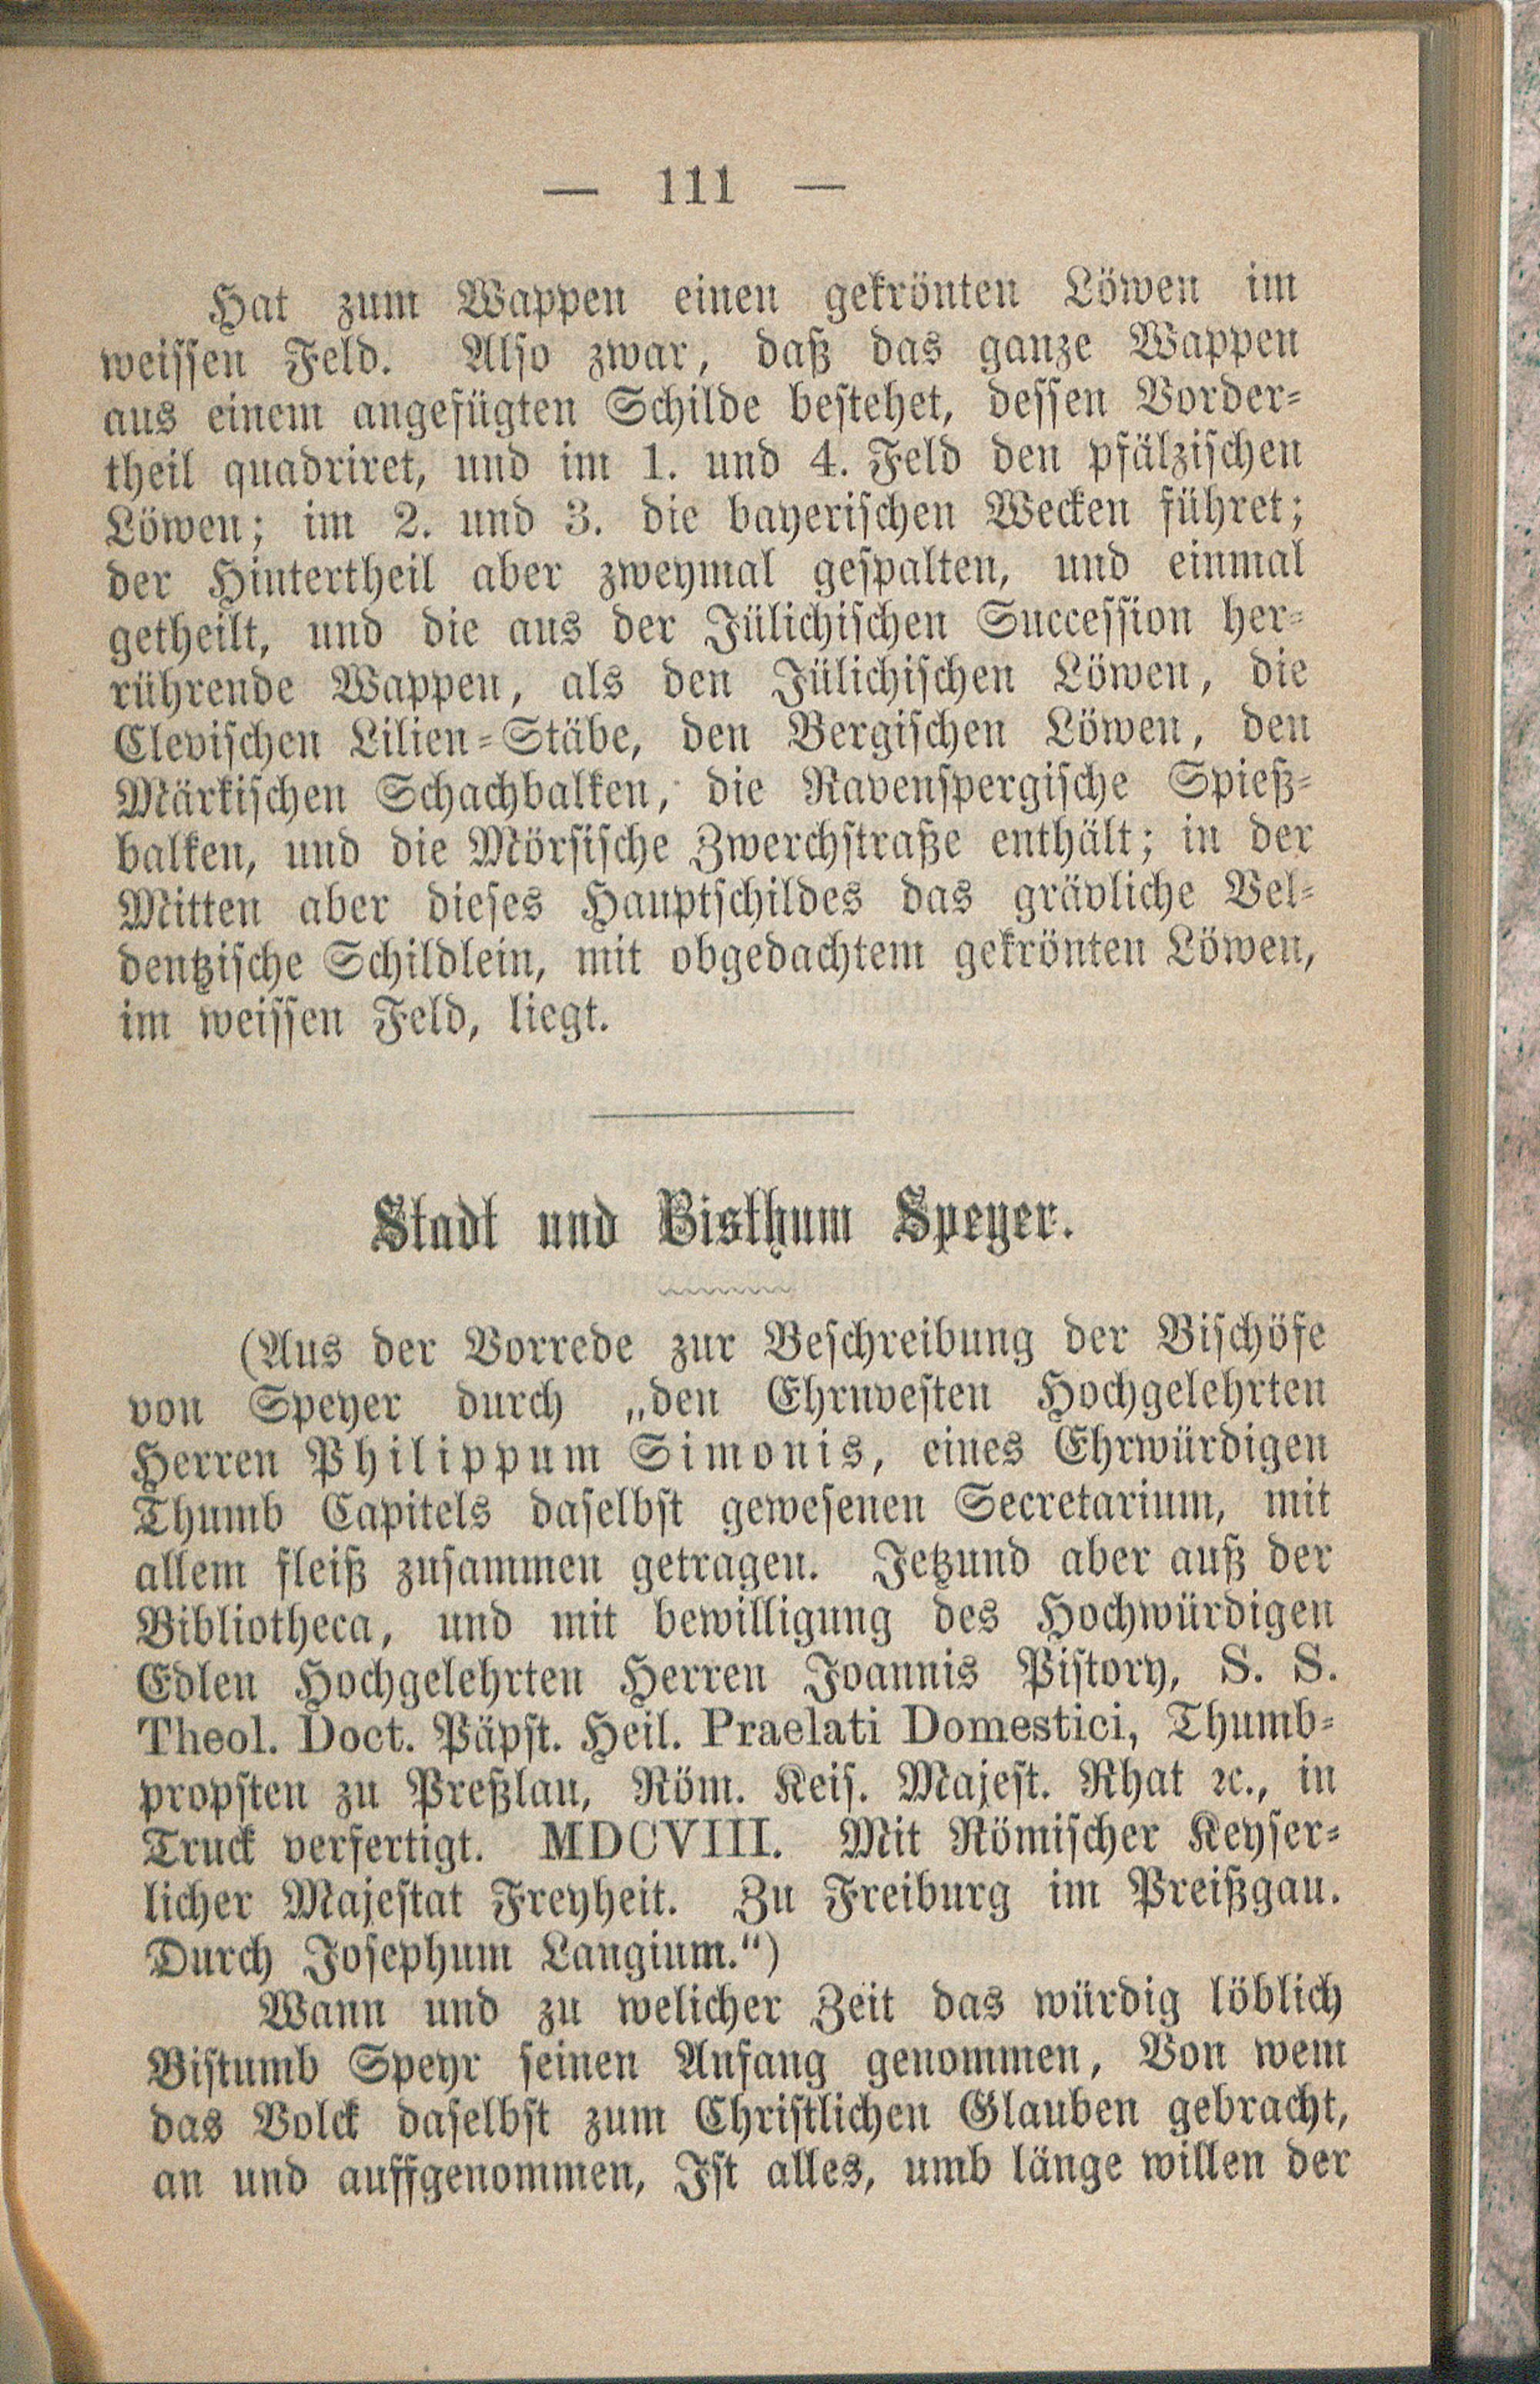 — 111 —
Hat zum Wappen einen gekrönten Löwen im
weissen Feld. Also zwar, daß das ganze Wappen
aus einem angefügten Schilde bestehet, dessen Vorder-
theil quadriret, und im 1. und 4. Feld den pfälzischen
Löwen; im 2. und 3. die bayerischen Wecken führet;
der Hintertheil aber zweymal gespalten, und einmal
getheilt, und die aus der Jülichischen Succession her-
rührende Wappen, als den Jülichischen Löwen, die
Clevischen Lilien-Stäbe, den Bergischen Löwen, den
Märkischen Schachbalken, die Ravenspergische Spieß-
balken, und die Mörsische Zwerchstraße enthält; in der
Mitten aber dieses Hauptschildes das grävliche Vel-
dentzische Schildlein, mit obgedachtem gekrönten Löwen,
im weissen Feld, liegt.
Stadt und Bisthum Speyer.
(Aus der Vorrede zur Beschreibung der Bischöfe
von Speyer durch „den Ehrnvesten Hochgelehrten
Herren Philippum Simonis, eines Ehrwürdigen
Thumb Capitels daselbst gewesenen Secretarium, mit
allem fleiß zusammen getragen. Jetzund aber auß der
Bibliotheca, und mit bewilligung des Hochwürdigen
Edlen Hochgelehrten Herren Joannis Pistory, S. S.
Theol. Doct. Päpst. Heil. Praelati Domestici, Thumb-
propsten zu Preßlau, Röm. Keis. Majest. Rhat ꝛc., in
Truck verfertigt. MDCVIII. Mit Römischer Keyser-
licher Majestat Freyheit. Zu Freiburg im Preißgau.
Durch Josephum Langium.“)
Wann und zu welicher Zeit das würdig löblich
Bistumb Speyr seinen Anfang genommen, Von wem
das Volck daselbst zum Christlichen Glauben gebracht,
an und auffgenommen, Ist alles, umb länge willen der